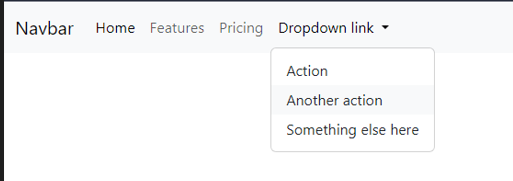 Navbar Home Features Pricing Dropdown link
Action
Another action
Something else here